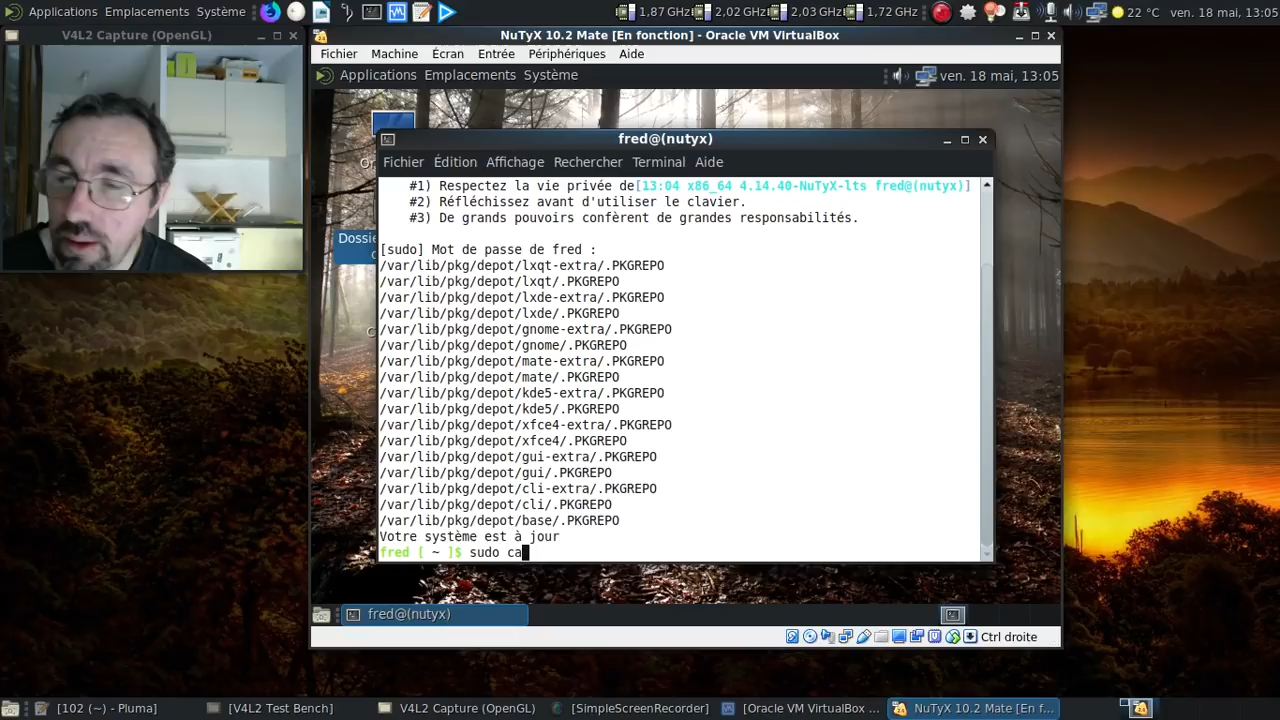 Applications Emplacements Système
1,87 GHz 2,02 GHz 2,03 GHz 1,72 GHz
22 °C ven. 18 mai, 13:05
V4L2 Capture (OpenGL)
NuTyX 10.2 Mate [En fonction] - Oracle VM VirtualBox
Fichier Machine Écran Entrée Périphériques Aide
Applications Emplacements Système
ven. 18 mai, 13:05
fred@(nutyx)
Fichier Édition Affichage Rechercher Terminal Aide
#1) Respectez la vie privée de[13:04 x86_64 4.14.40-NuTyX-lts fred@(nutyx)]
#2) Réfléchissez avant d'utiliser le clavier.
#3) De grands pouvoirs confèrent de grandes responsabilités.
[sudo] Mot de passe de fred :
/var/lib/pkg/depot/lxqt-extra/.PKGREPO
/var/lib/pkg/depot/lxqt/.PKGREPO
/var/lib/pkg/depot/lxde-extra/.PKGREPO
/var/lib/pkg/depot/lxde/.PKGREPO
/var/lib/pkg/depot/gnome-extra/.PKGREPO
/var/lib/pkg/depot/gnome/.PKGREPO
/var/lib/pkg/depot/mate-extra/.PKGREPO
/var/lib/pkg/depot/mate/.PKGREPO
/var/lib/pkg/depot/kde5-extra/.PKGREPO
/var/lib/pkg/depot/kde5/.PKGREPO
/var/lib/pkg/depot/xfce4-extra/.PKGREPO
/var/lib/pkg/depot/xfce4/.PKGREPO
/var/lib/pkg/depot/gui-extra/.PKGREPO
/var/lib/pkg/depot/gui/.PKGREPO
/var/lib/pkg/depot/cli-extra/.PKGREPO
/var/lib/pkg/depot/cli/.PKGREPO
/var/lib/pkg/depot/base/.PKGREPO
Votre système est à jour
fred [ ~ ]$ sudo ca
Dossie
fred@(nutyx)
Ctrl droite
[102 (~) - Pluma] [V4L2 Test Bench] V4L2 Capture (OpenGL) [SimpleScreenRecorder] [Oracle VM VirtualBox ... NuTyX 10.2 Mate [En f...